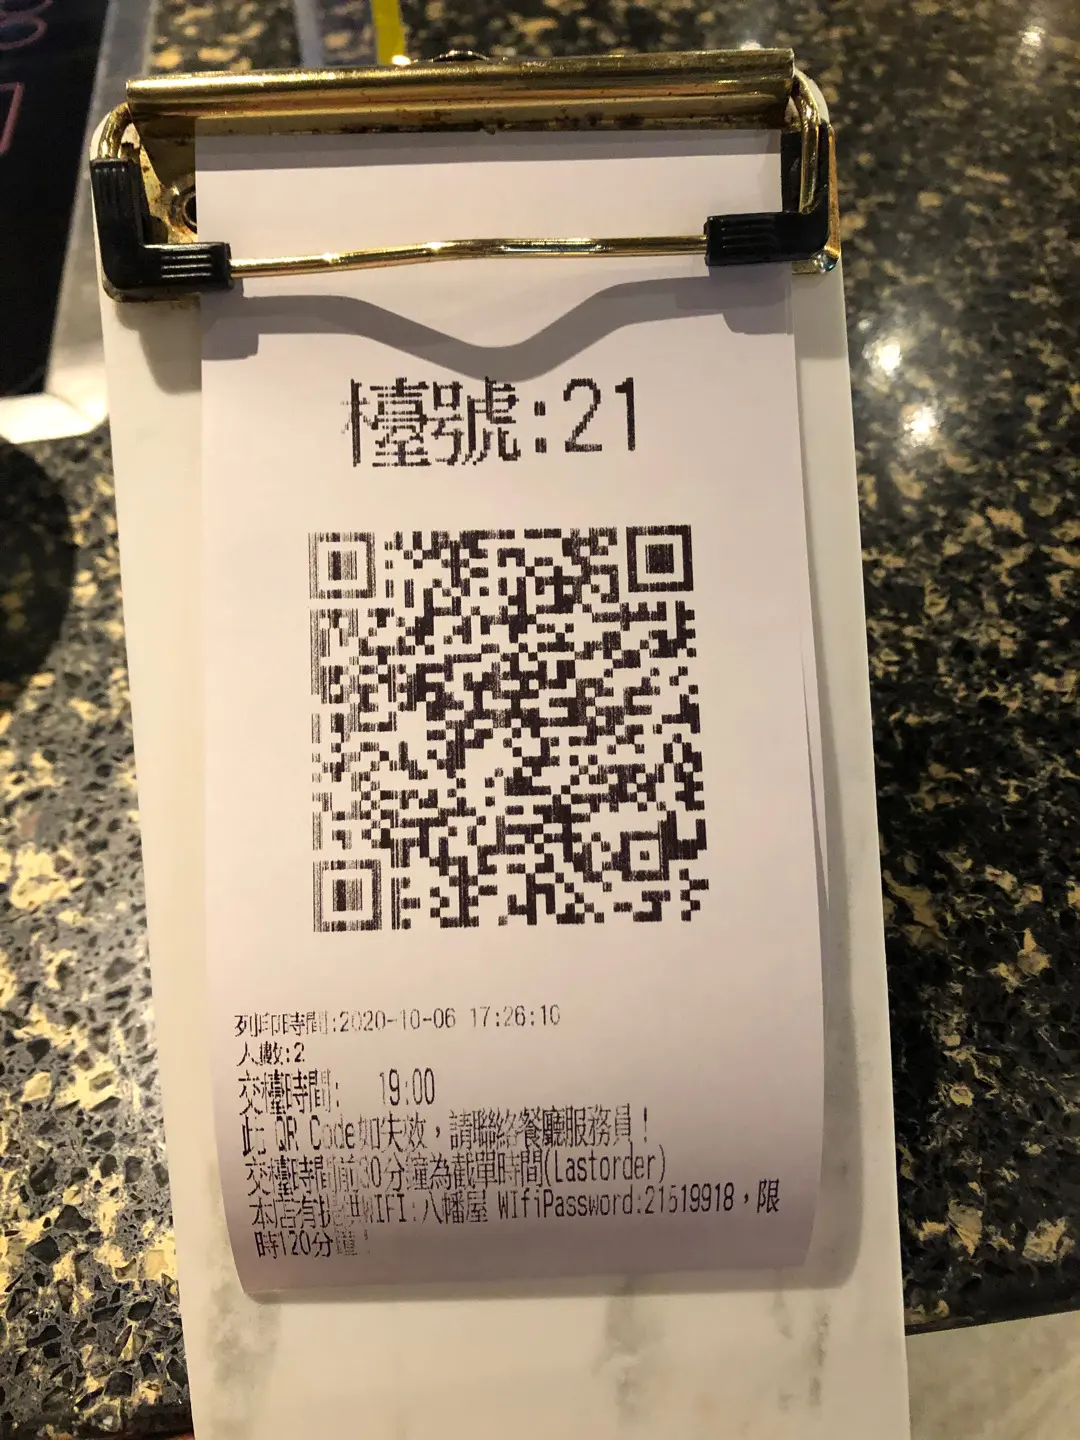 檯號:21
列印時間:2020-10-06 17:26:10
人數:2
交檯時間: 19:00
此 QR Code如失效，請聯絡餐廳服務員！
交檯時間前30分鐘為截單時間(Lastorder)
本店有提供WIFI:八幡屋 WIfiPassword:21519918，限
時120分鐘！